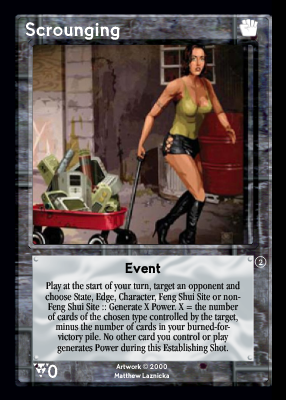 Scrounging
2
Event
Play at the start of your turn, target an opponent and
choose State, Edge, Character, Feng Shui Site or non-
Feng Shui Site :: Generate X Power. X = the number
of cards of the chosen type controlled by the target,
minus the number of cards in your burned-for-
victory pile. No other card you control or play
generates Power during this Establishing Shot.
0
Artwork © 2000
Matthew Laznicka